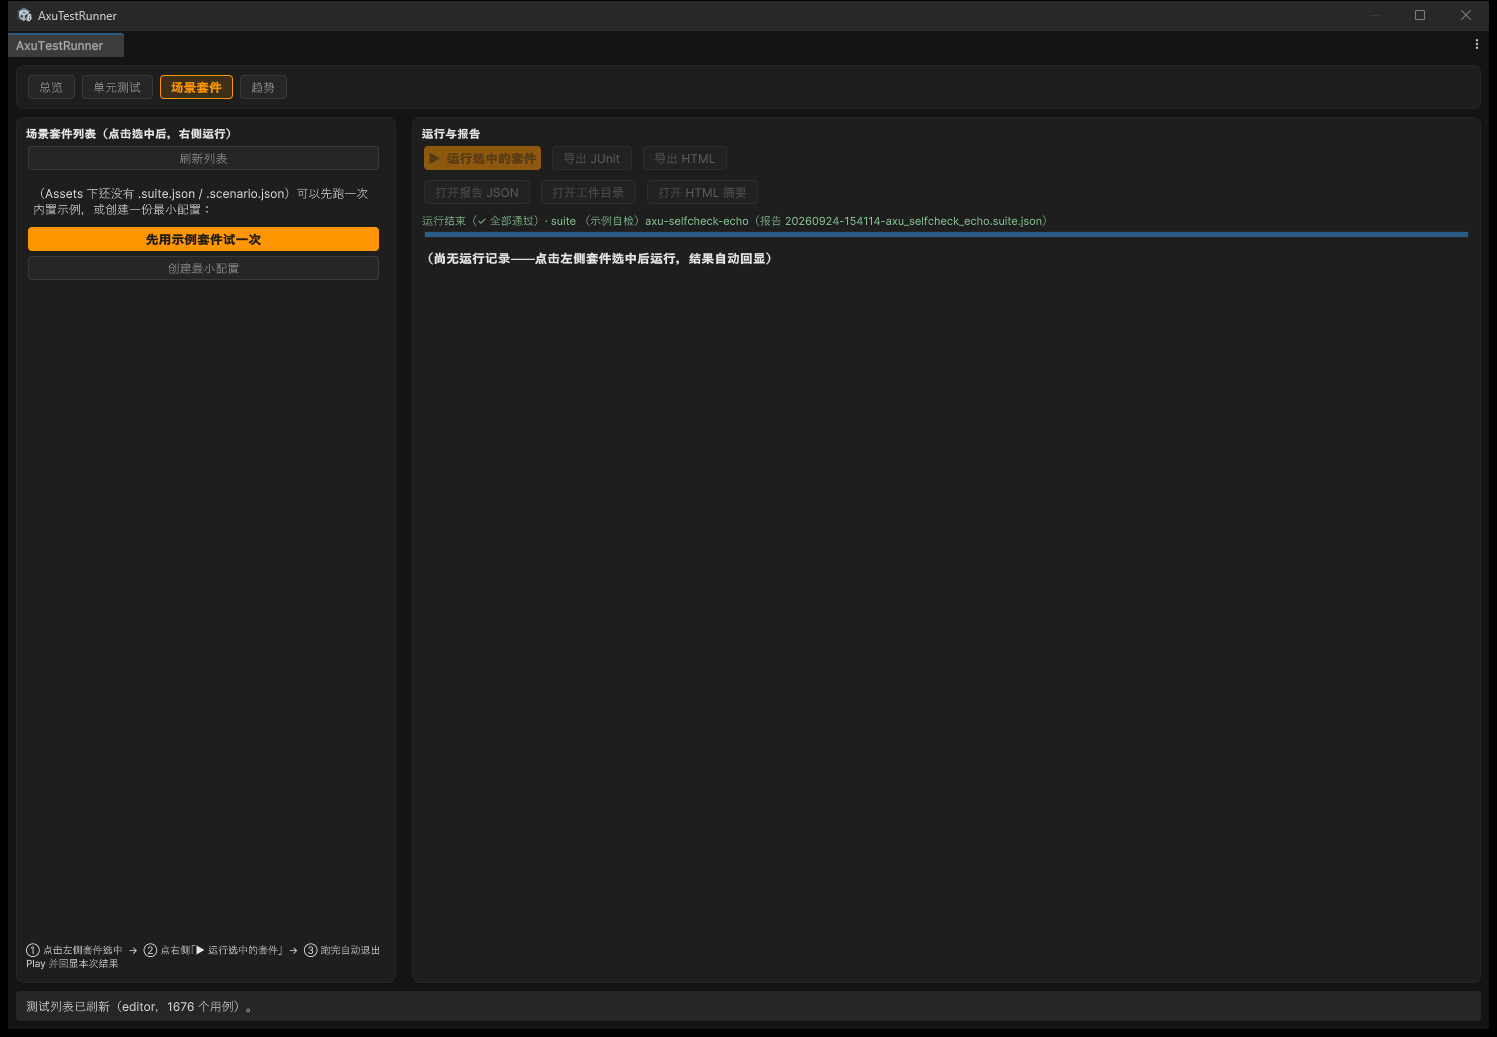 AxuTestRunner
AxuTestRunner
总览 单元测试 场景套件 趋势
场景套件列表（点击选中后，右侧运行）
刷新列表
（Assets 下还没有 .suite.json / .scenario.json）可以先跑一次
内置示例，或创建一份最小配置：
先用示例套件试一次
创建最小配置
① 点击左侧套件选中 → ② 点右侧「▶ 运行选中的套件」 → ③ 跑完自动退出
Play 并回显本次结果
运行与报告
▶ 运行选中的套件 导出 JUnit 导出 HTML
打开报告 JSON 打开工件目录 打开 HTML 摘要
运行结束（✓ 全部通过）· suite （示例自检）axu-selfcheck-echo（报告 20260924-154114-axu_selfcheck_echo.suite.json）
（尚无运行记录——点击左侧套件选中后运行，结果自动回显）
测试列表已刷新（editor，1676 个用例）。